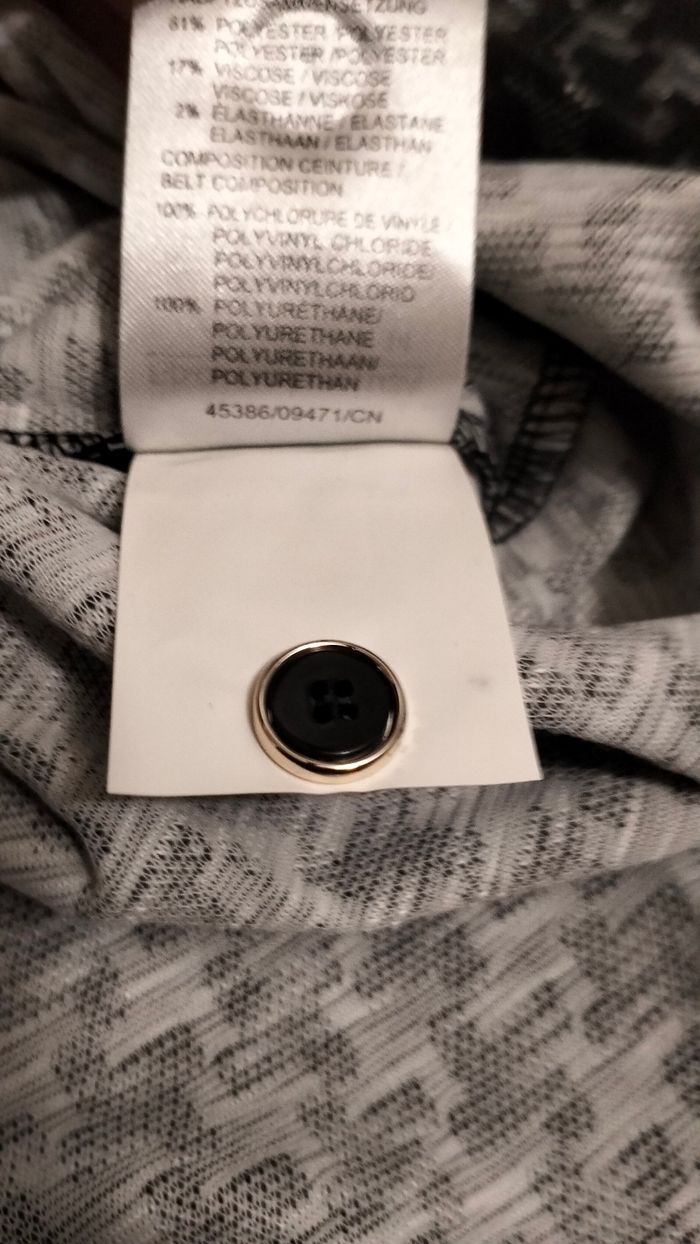 81% POLYESTER /POLYESTER
POLYESTER /POLYESTER
17% VISCOSE / VISCOSE
VISCOSE / VISKOSE
2% ELASTHANNE / ELASTANE
ELASTHAAN / ELASTHAN
COMPOSITION CEINTURE /
BELT COMPOSITION
100% POLYCHLORURE DE VINYLE /
POLYVINYL CHLORIDE
POLYVINYLCHLORIDE/
POLYVINYLCHLORID
100% POLYURÉTHANE/
POLYURETHANE
POLYURETHAAN/
POLYURETHAN
45386/09471/CN